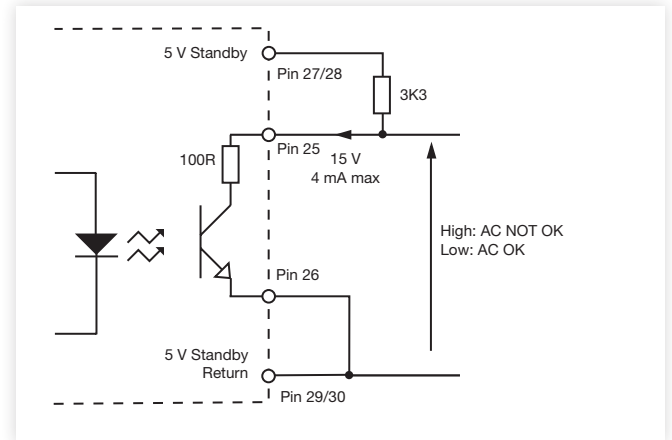 5 V Standby
Pin 27/28
3K3
Pin 25
100R
15 V
4 mA max
High: AC NOT OK
Low: AC OK
Pin 26
5 V Standby
Return
Pin 29/30